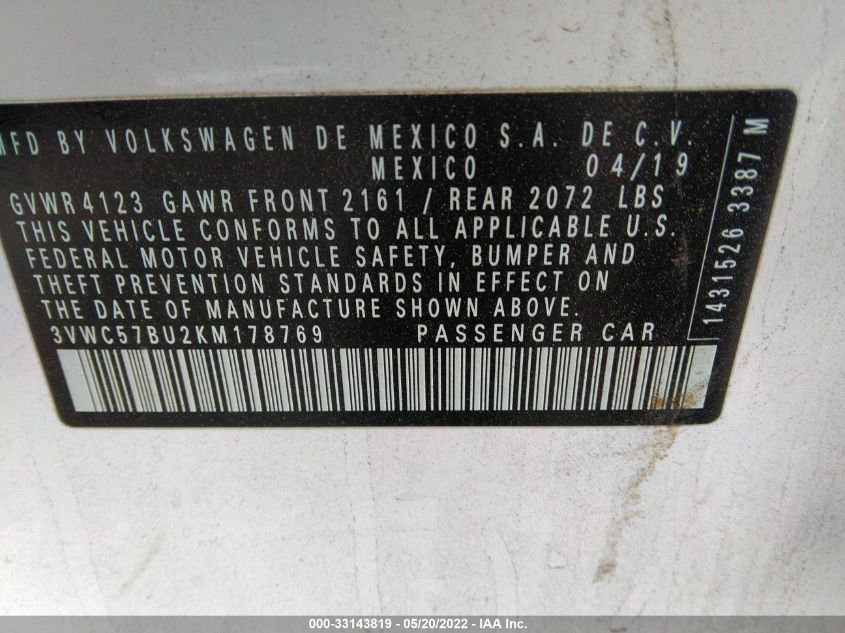 MFD BY VOLKSWAGEN DE MEXICO S.A. DE C.V.
MEXICO 04/19
GVWR 4123 GAWR FRONT 2161 / REAR 2072 LBS
THIS VEHICLE CONFORMS TO ALL APPLICABLE U.S.
FEDERAL MOTOR VEHICLE SAFETY, BUMPER AND
THEFT PREVENTION STANDARDS IN EFFECT ON
THE DATE OF MANUFACTURE SHOWN ABOVE.
3VWC57BU2KM178769 PASSENGER CAR
1431526 3387 M
000-33143819 - 05/20/2022 - IAA Inc.